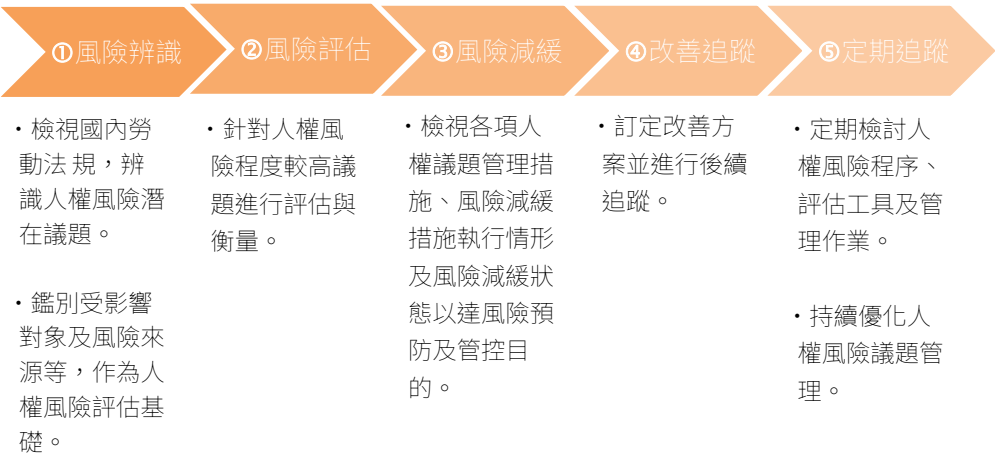 ①風險辨識
②風險評估
③風險減緩
④改善追蹤
⑤定期追蹤
・檢視國內勞
動法 規，辨
識人權風險潛
在議題。
・鑑別受影響
對象及風險來
源等，作為人
權風險評估基
礎。
・針對人權風
險程度較高議
題進行評估與
衡量。
・檢視各項人
權議題管理措
施、風險減緩
措施執行情形
及風險減緩狀
態以達風險預
防及管控目
的。
・訂定改善方
案並進行後續
追蹤。
・定期檢討人
權風險程序、
評估工具及管
理作業。
・持續優化人
權風險議題管
理。